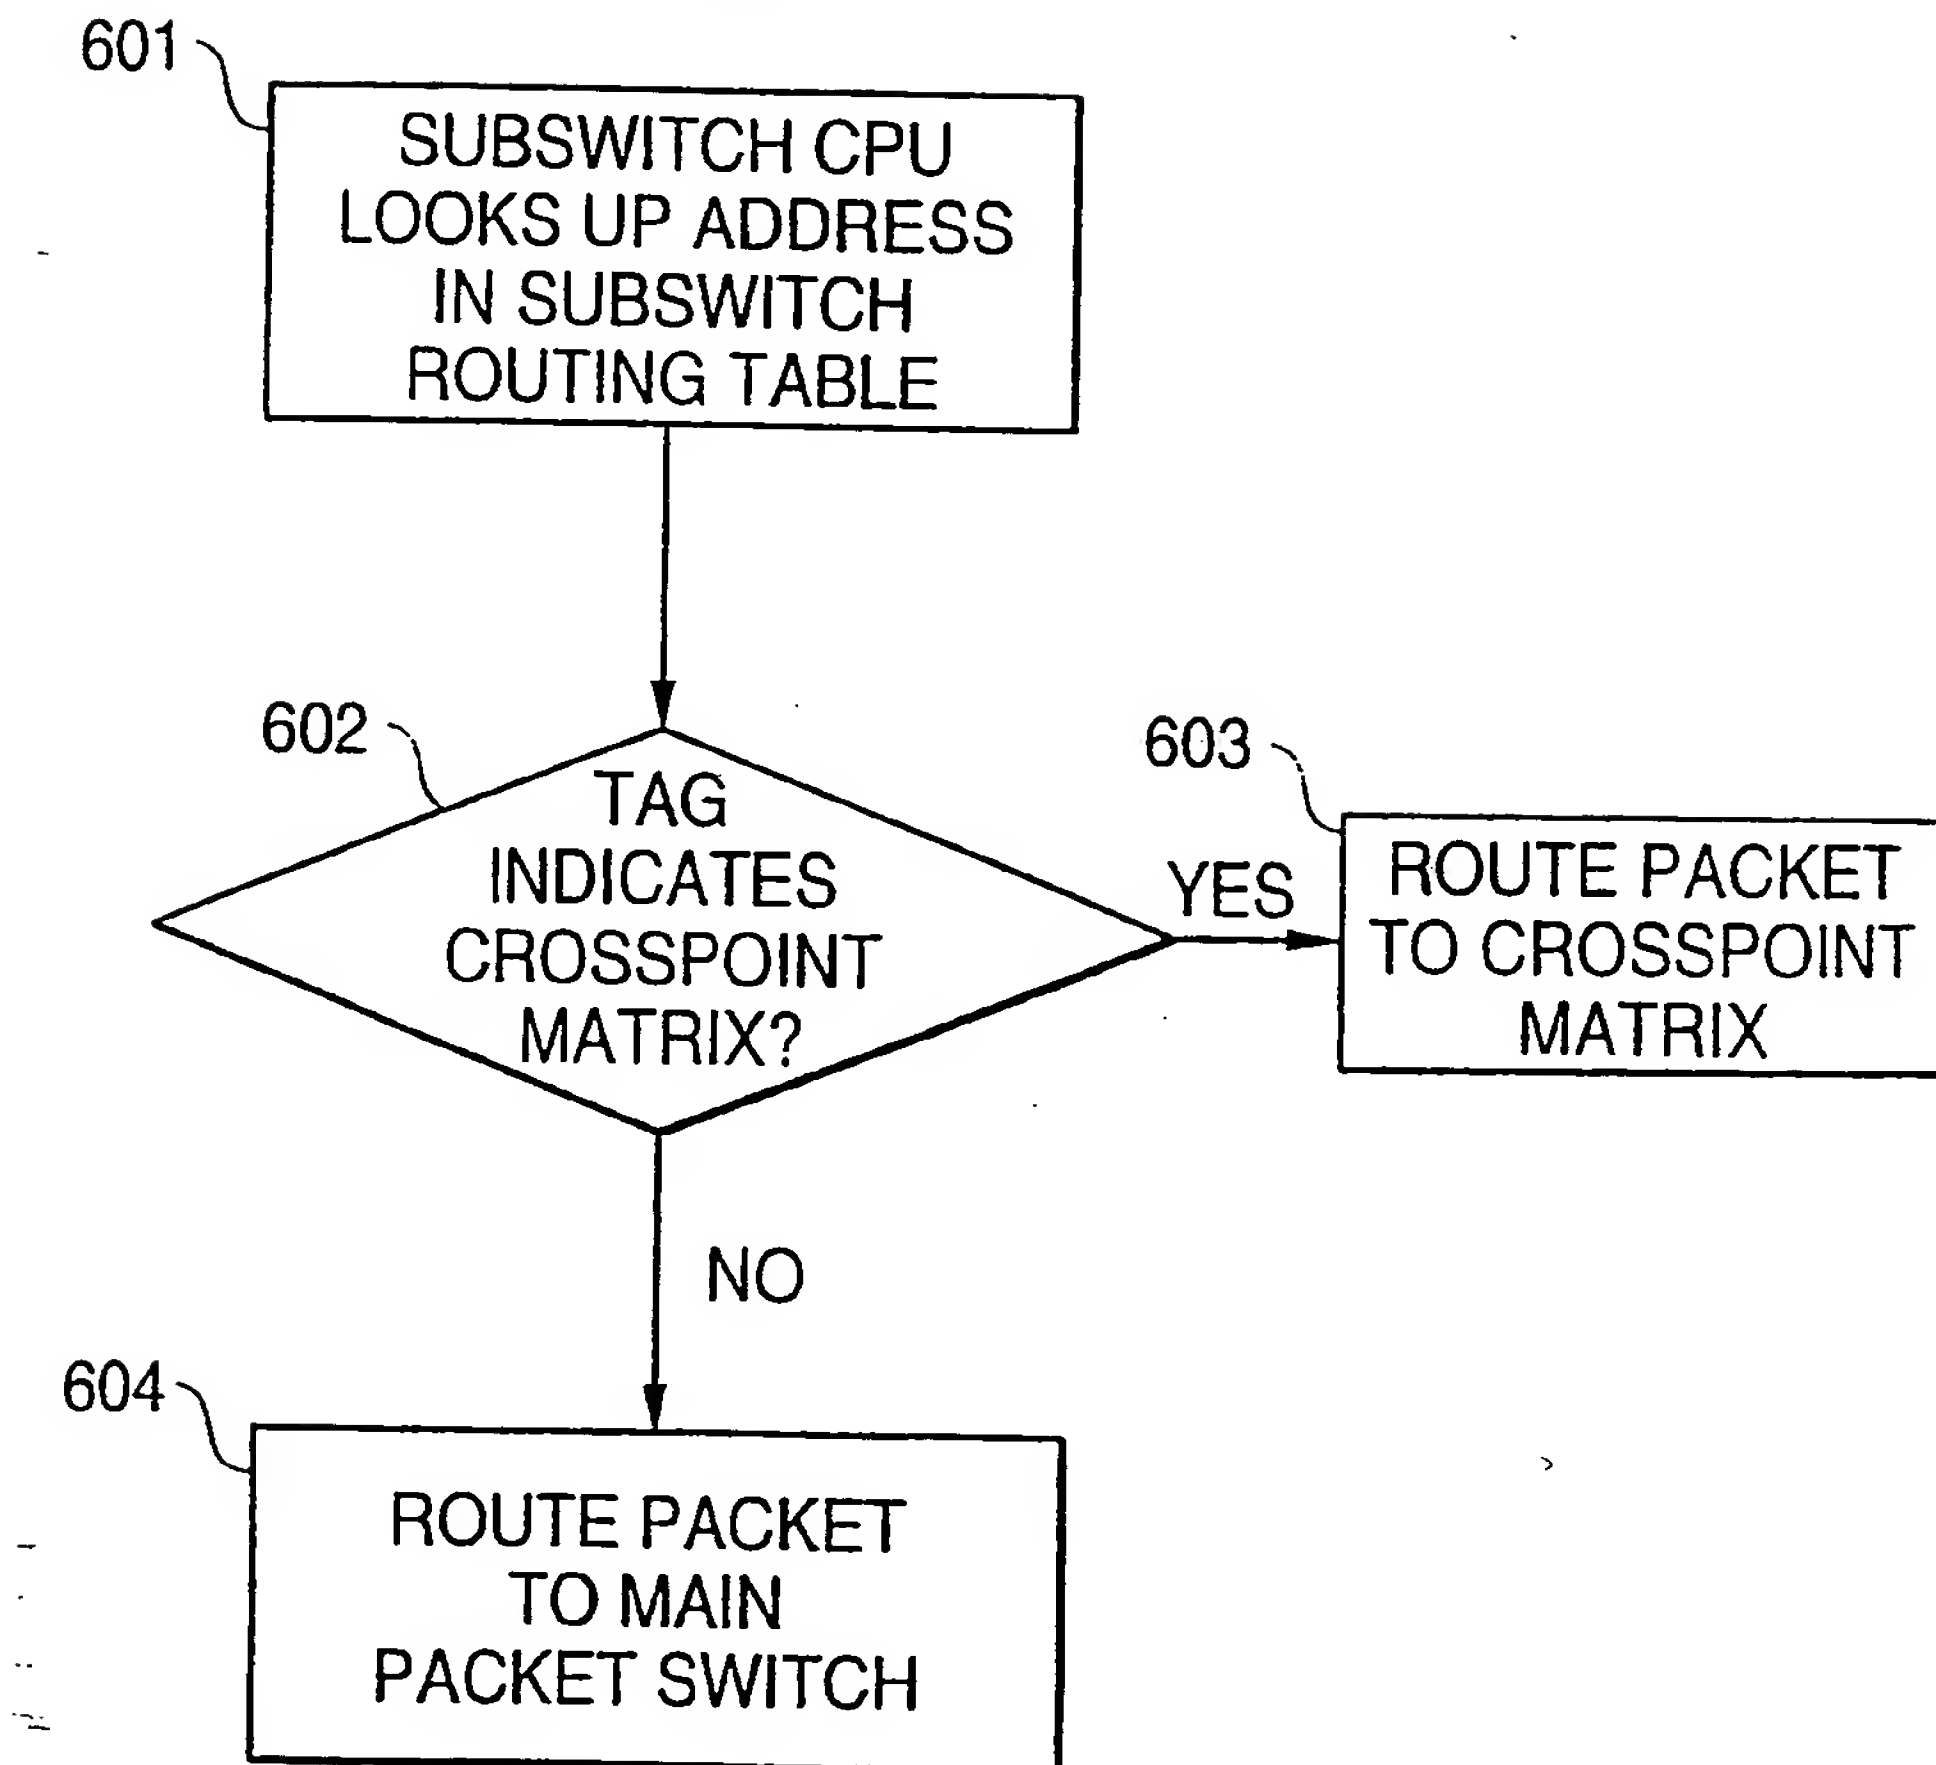 601
SUBSWITCH CPU
LOOKS UP ADDRESS
IN SUBSWITCH
ROUTING TABLE
602
TAG
INDICATES
CROSSPOINT
MATRIX?
YES
603
ROUTE PACKET
TO CROSSPOINT
MATRIX
NO
604
ROUTE PACKET
TO MAIN
PACKET SWITCH